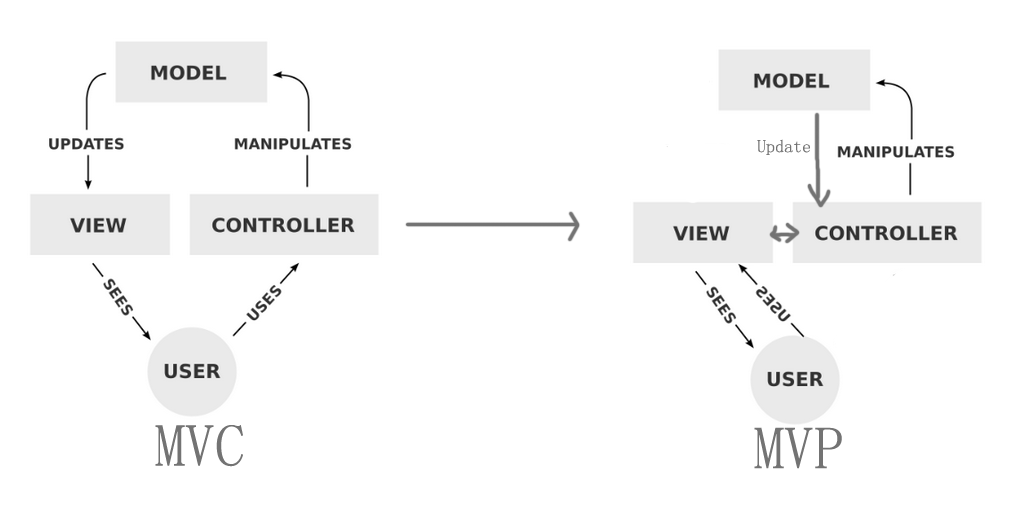 MODEL
UPDATES
MANIPULATES
VIEW
CONTROLLER
SEES
USES
USER
MVC
MODEL
Update
MANIPULATES
VIEW
CONTROLLER
SEES
USES
USER
MVP